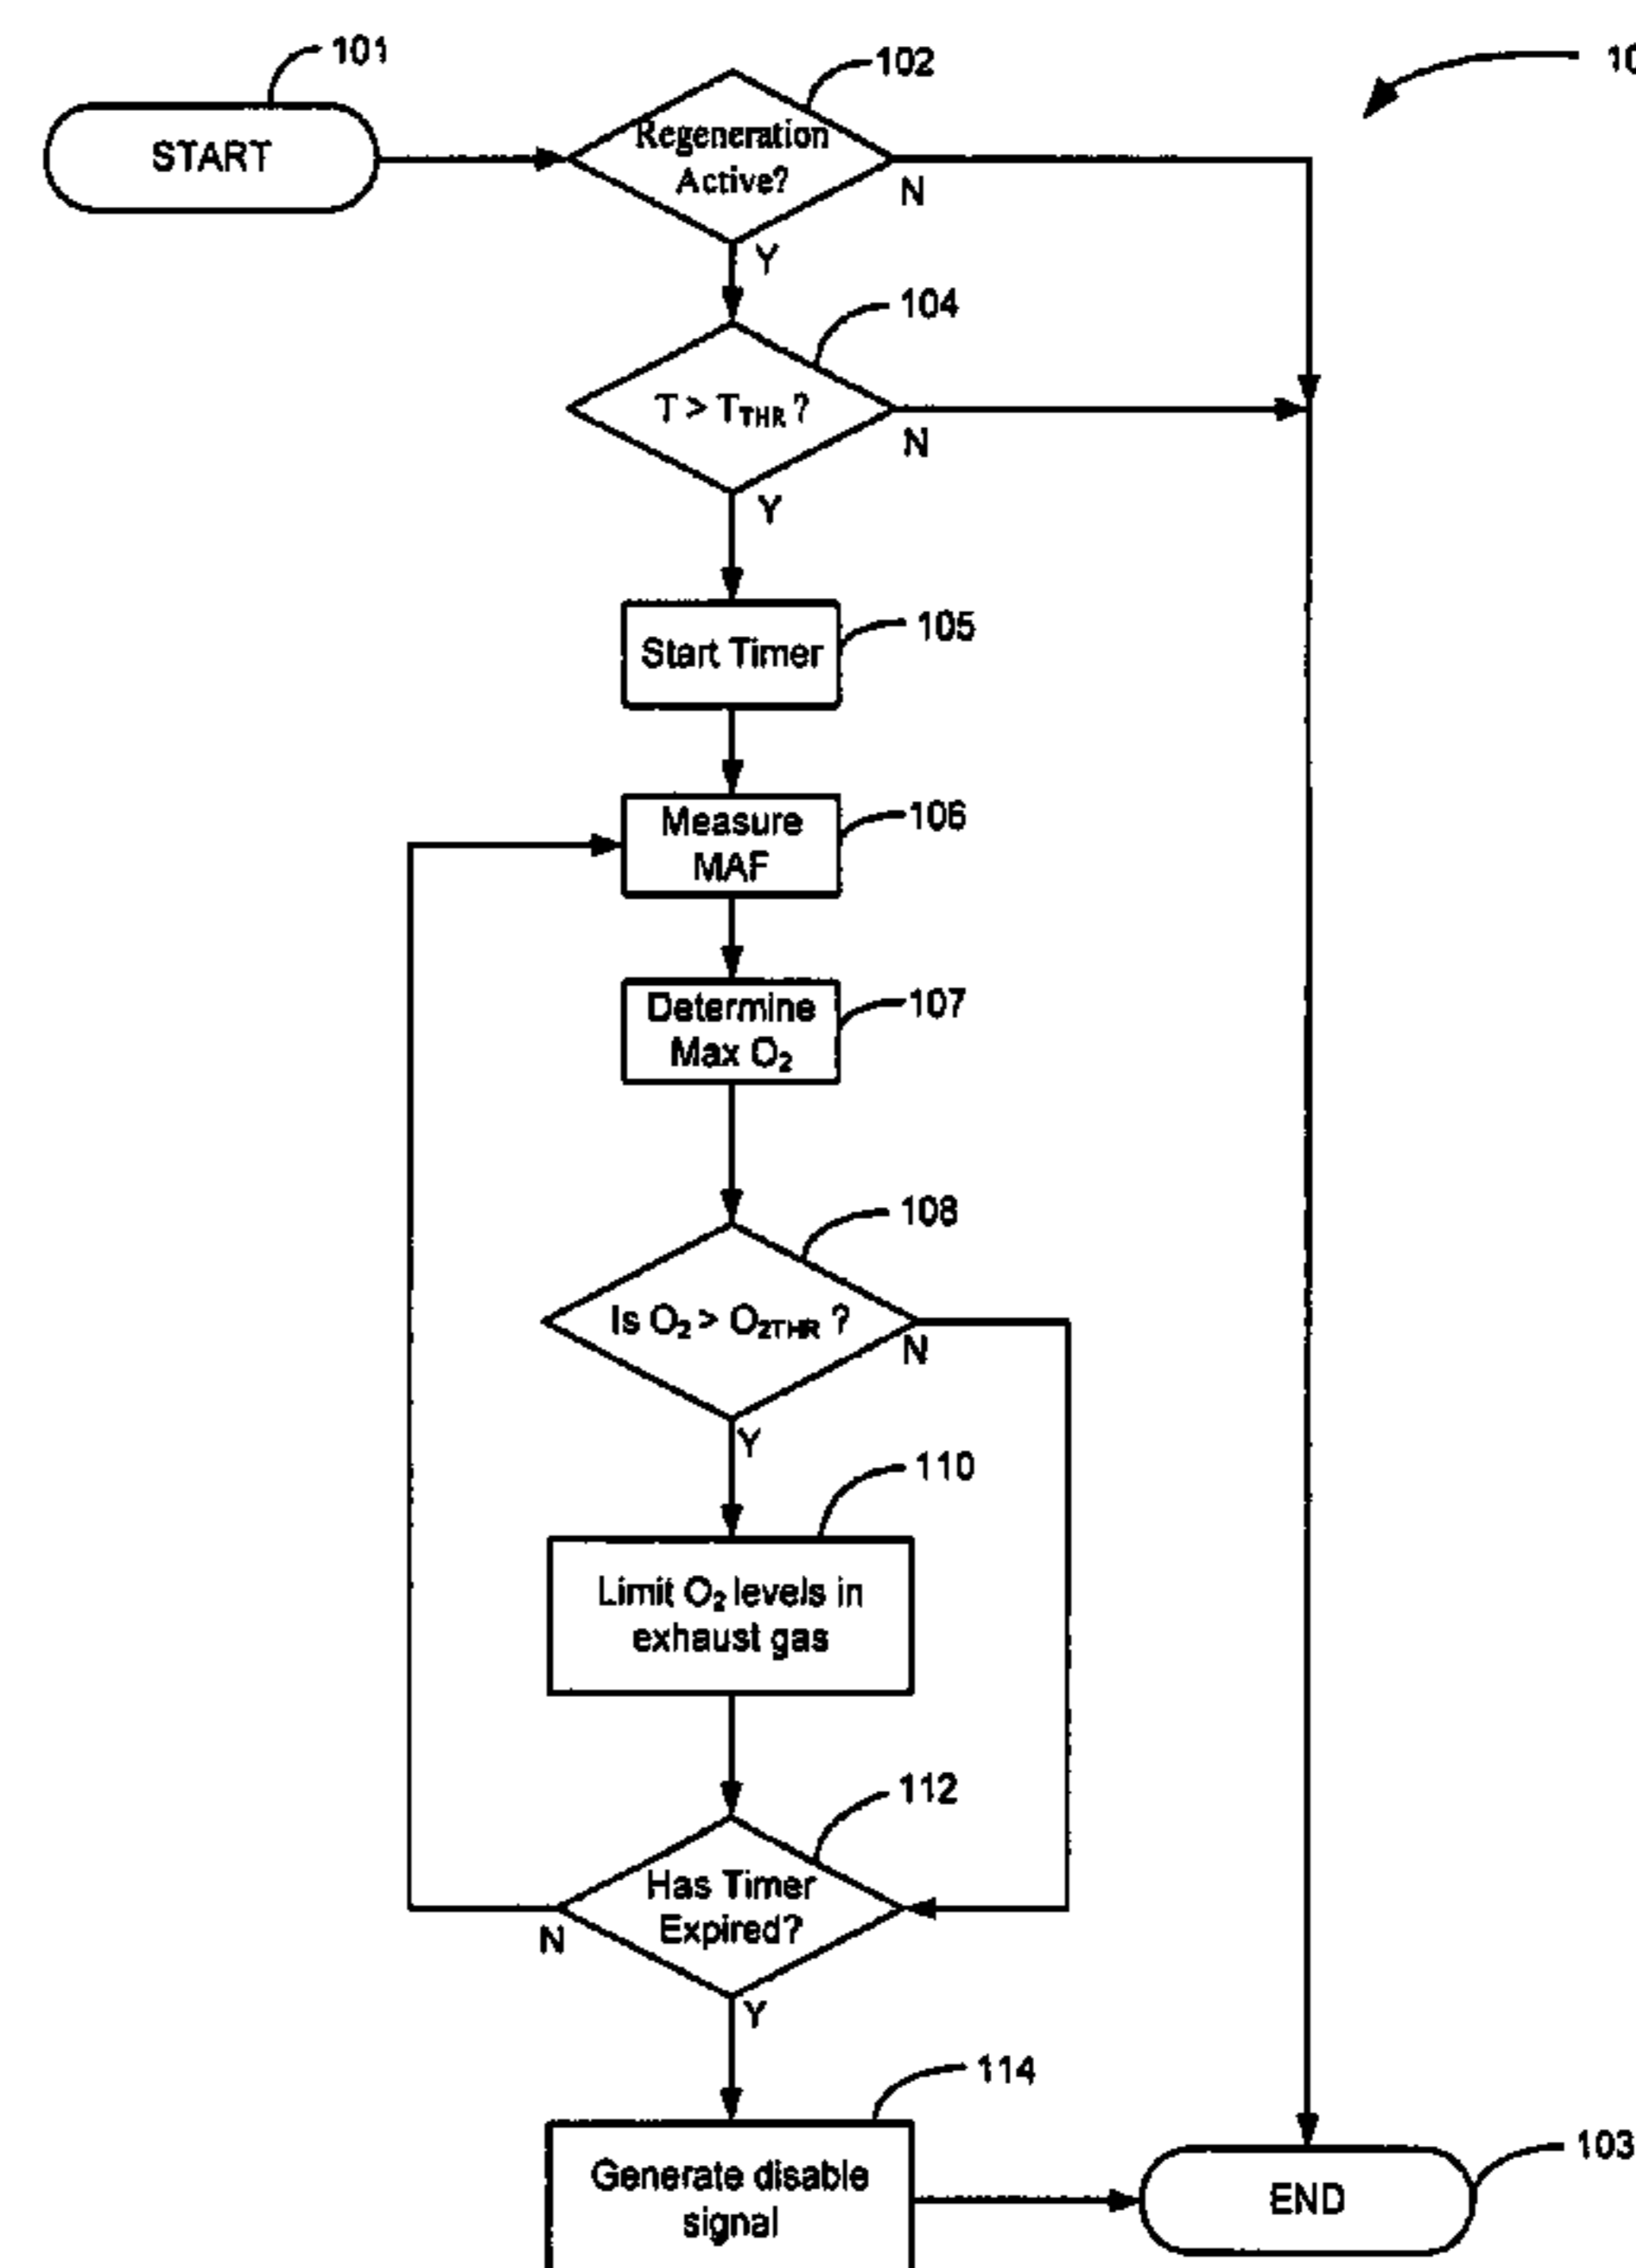 101
START
102
Regeneration
Active?
N
Y
104
T > TTHR ?
N
Y
Start Timer
105
Measure
MAF
106
Determine
Max O2
107
108
Is O2 > O2THR ?
N
Y
110
Limit O2 levels in
exhaust gas
112
Has Timer
Expired?
N
Y
114
Generate disable
signal
103
END